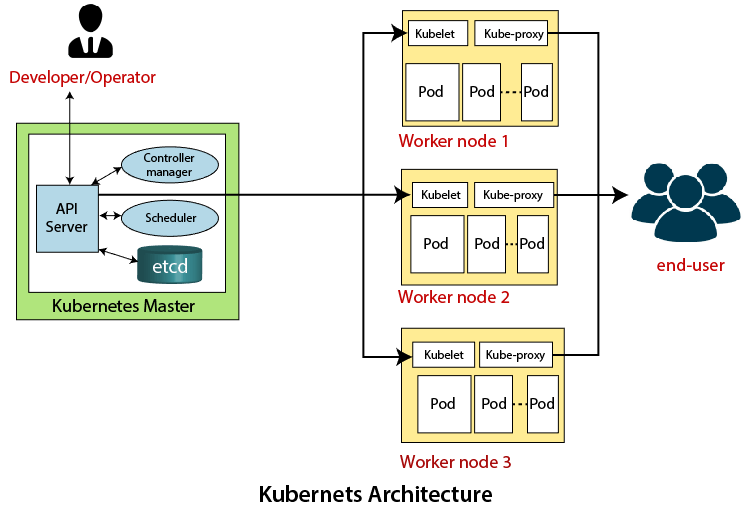 Developer/Operator
Controller
manager
API
Server
Scheduler
etcd
Kubernetes Master
Kubelet
Kube-proxy
Pod
Pod
Pod
Worker node 1
Kubelet
Kube-proxy
Pod
Pod
Pod
Worker node 2
Kubelet
Kube-proxy
Pod
Pod
Pod
Worker node 3
end-user
Kubernets Architecture